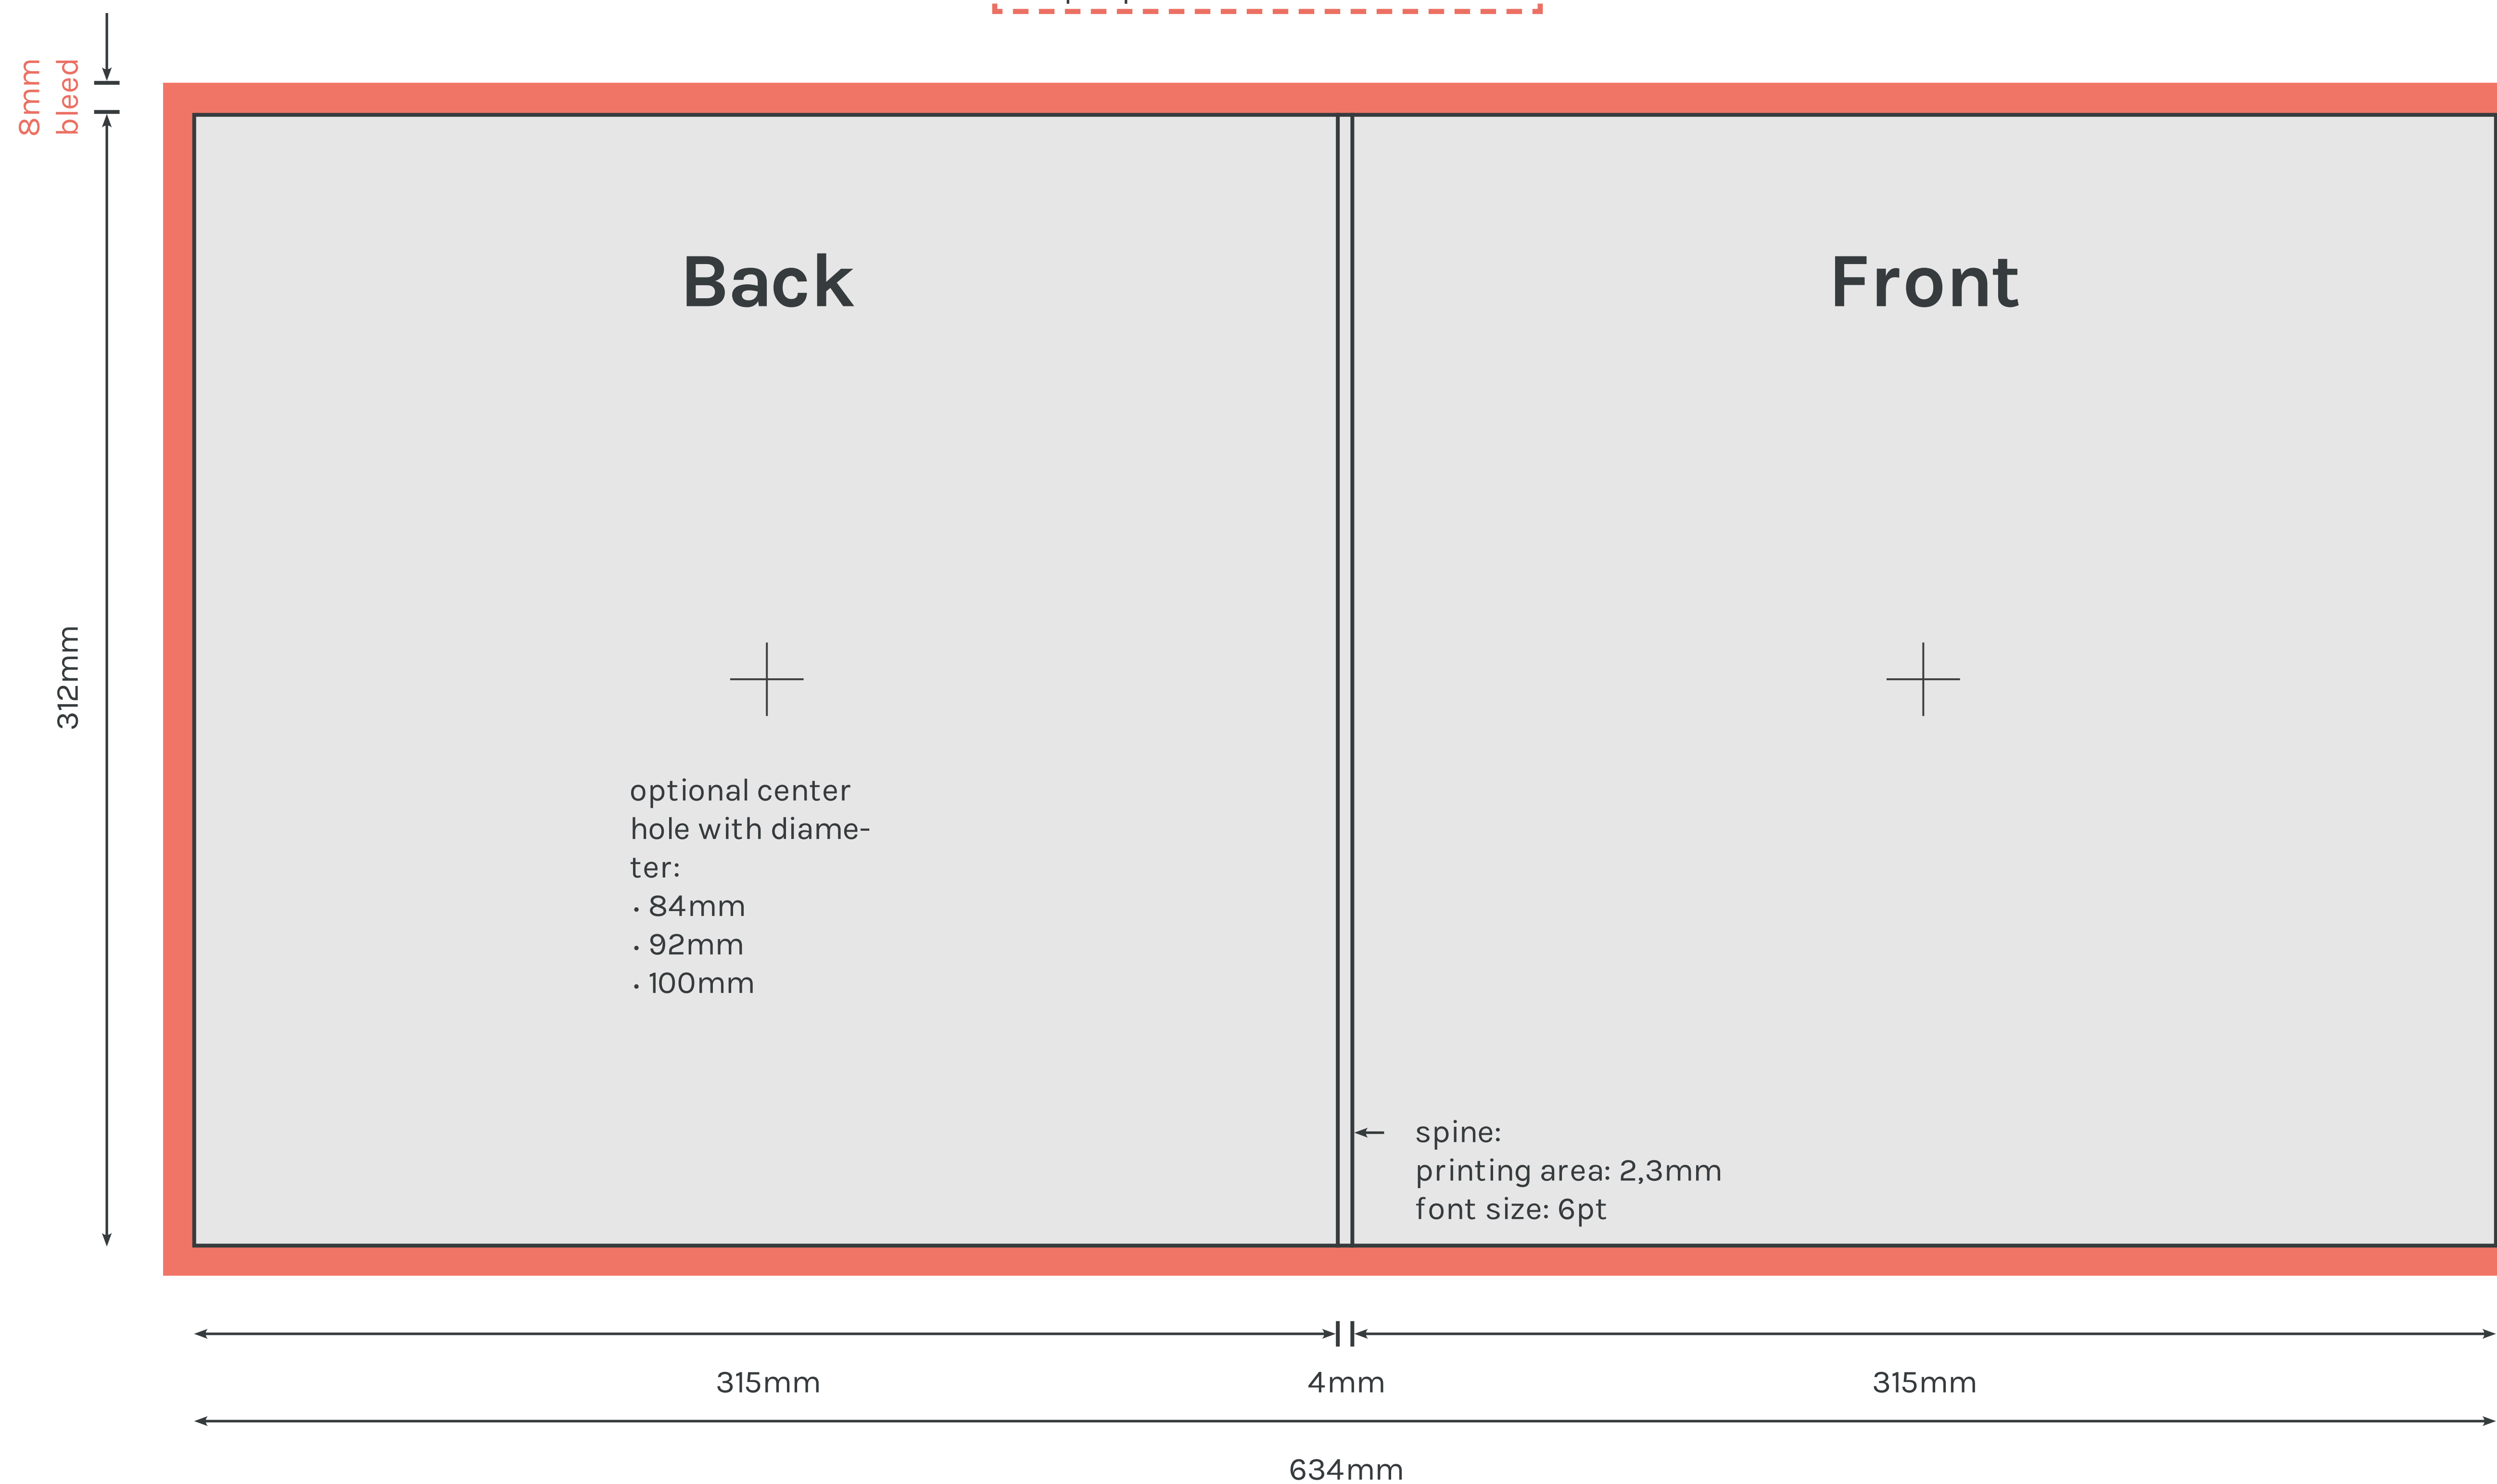 8mm
bleed
Back
Front
312mm
optional center
hole with diame-
ter:
· 84mm
· 92mm
· 100mm
spine:
printing area: 2,3mm
font size: 6pt
315mm
4mm
315mm
634mm